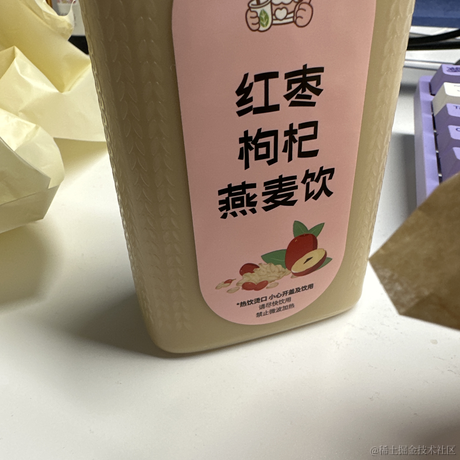 红枣
枸杞
燕麦饮
*热饮烫口 小心开盖及饮用
请尽快饮用
禁止微波加热
@稀土掘金技术社区